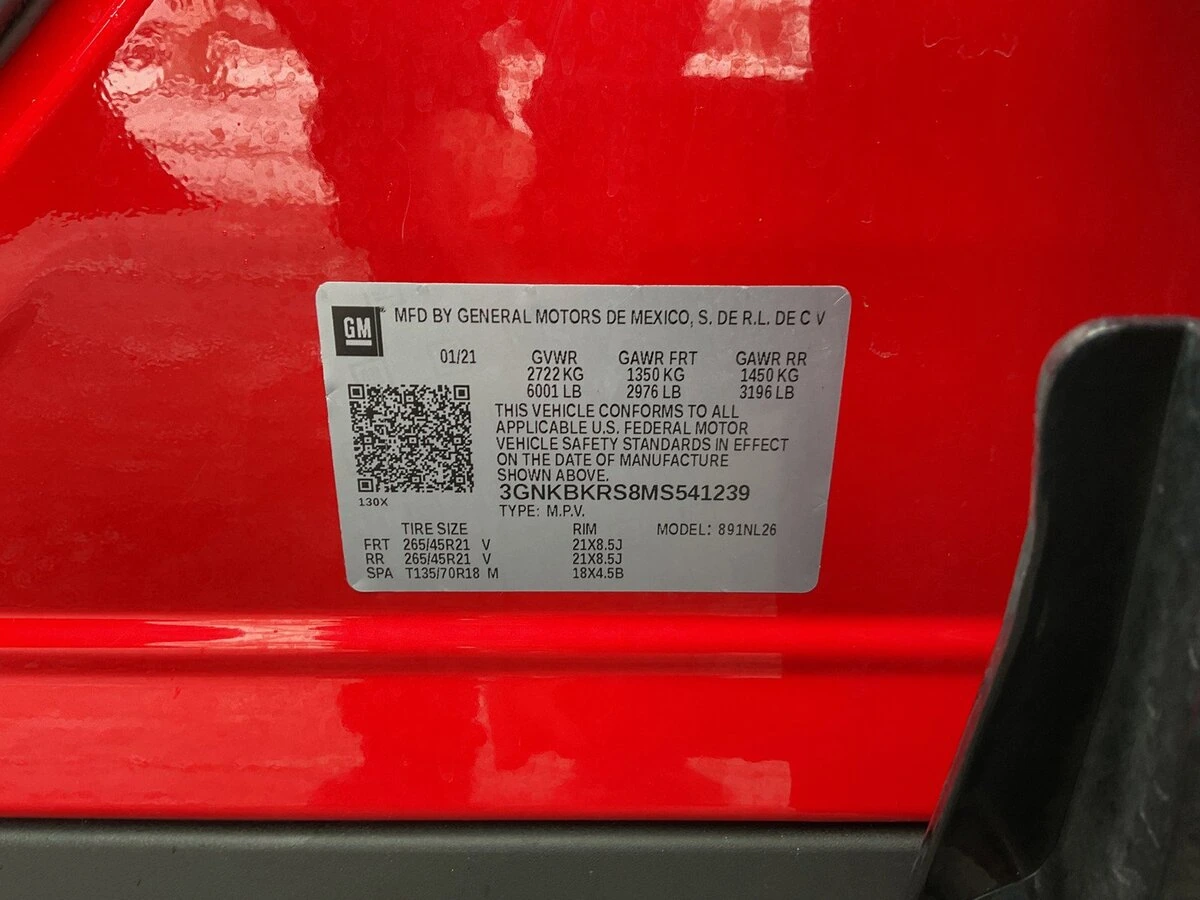 GM
MFD BY GENERAL MOTORS DE MEXICO, S. DE R.L. DE C V
01/21 GVWR GAWR FRT GAWR RR
2722 KG 1350 KG 1450 KG
6001 LB 2976 LB 3196 LB
THIS VEHICLE CONFORMS TO ALL
APPLICABLE U.S. FEDERAL MOTOR
VEHICLE SAFETY STANDARDS IN EFFECT
ON THE DATE OF MANUFACTURE
SHOWN ABOVE.
3GNKBKRS8MS541239
130X
TYPE: M.P.V.
TIRE SIZE RIM MODEL: 891NL26
FRT 265/45R21 V 21X8.5J
RR 265/45R21 V 21X8.5J
SPA T135/70R18 M 18X4.5B